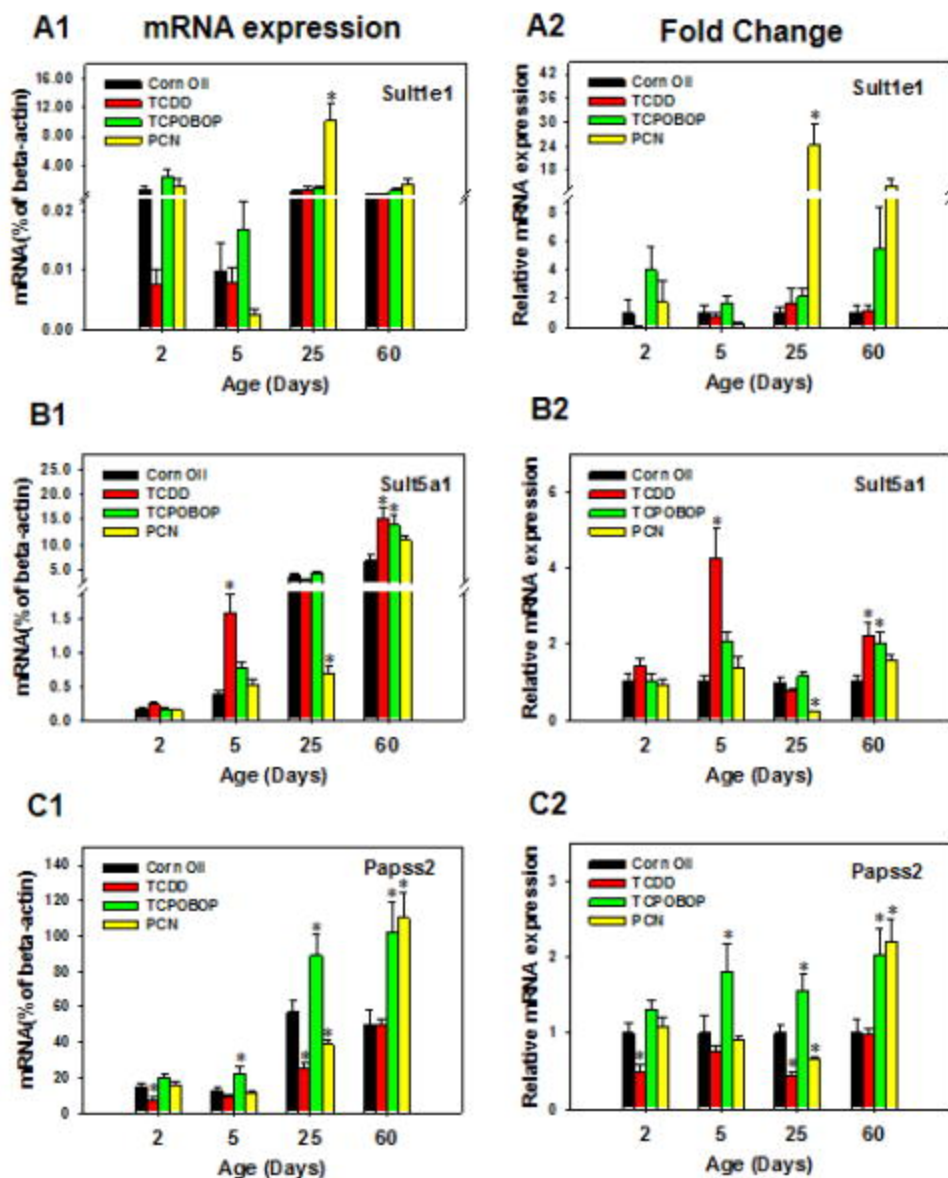 A1 mRNA expression
16.00
12.00
8.00
4.00
0.02
0.01
0.00
mRNA(% of beta-actin)
Corn Oil
TCDD
TCPOBOP
PCN
Sult1e1
*
2 5 25 60
Age (Days)
A2 Fold Change
42
36
30
24
18
8
6
4
2
0
Relative mRNA expression
Corn Oil
TCDD
TCPOBOP
PCN
Sult1e1
*
2 5 25 60
Age (Days)
B1
25.0
20.0
15.0
10.0
5.0
1.5
1.0
0.5
0.0
mRNA(% of beta-actin)
Corn Oil
TCDD
TCPOBOP
PCN
Sult5a1
* * * *
2 5 25 60
Age (Days)
B2
6
4
2
0
Relative mRNA expression
Corn Oil
TCDD
TCPOBOP
PCN
Sult5a1
* * * *
2 5 25 60
Age (Days)
C1
140
120
100
80
60
40
20
0
mRNA(% of beta-actin)
Corn Oil
TCDD
TCPOBOP
PCN
Papss2
* * * * * * *
2 5 25 60
Age (Days)
C2
3
2
1
0
Relative mRNA expression
Corn Oil
TCDD
TCPOBOP
PCN
Papss2
* * * * * * *
2 5 25 60
Age (Days)